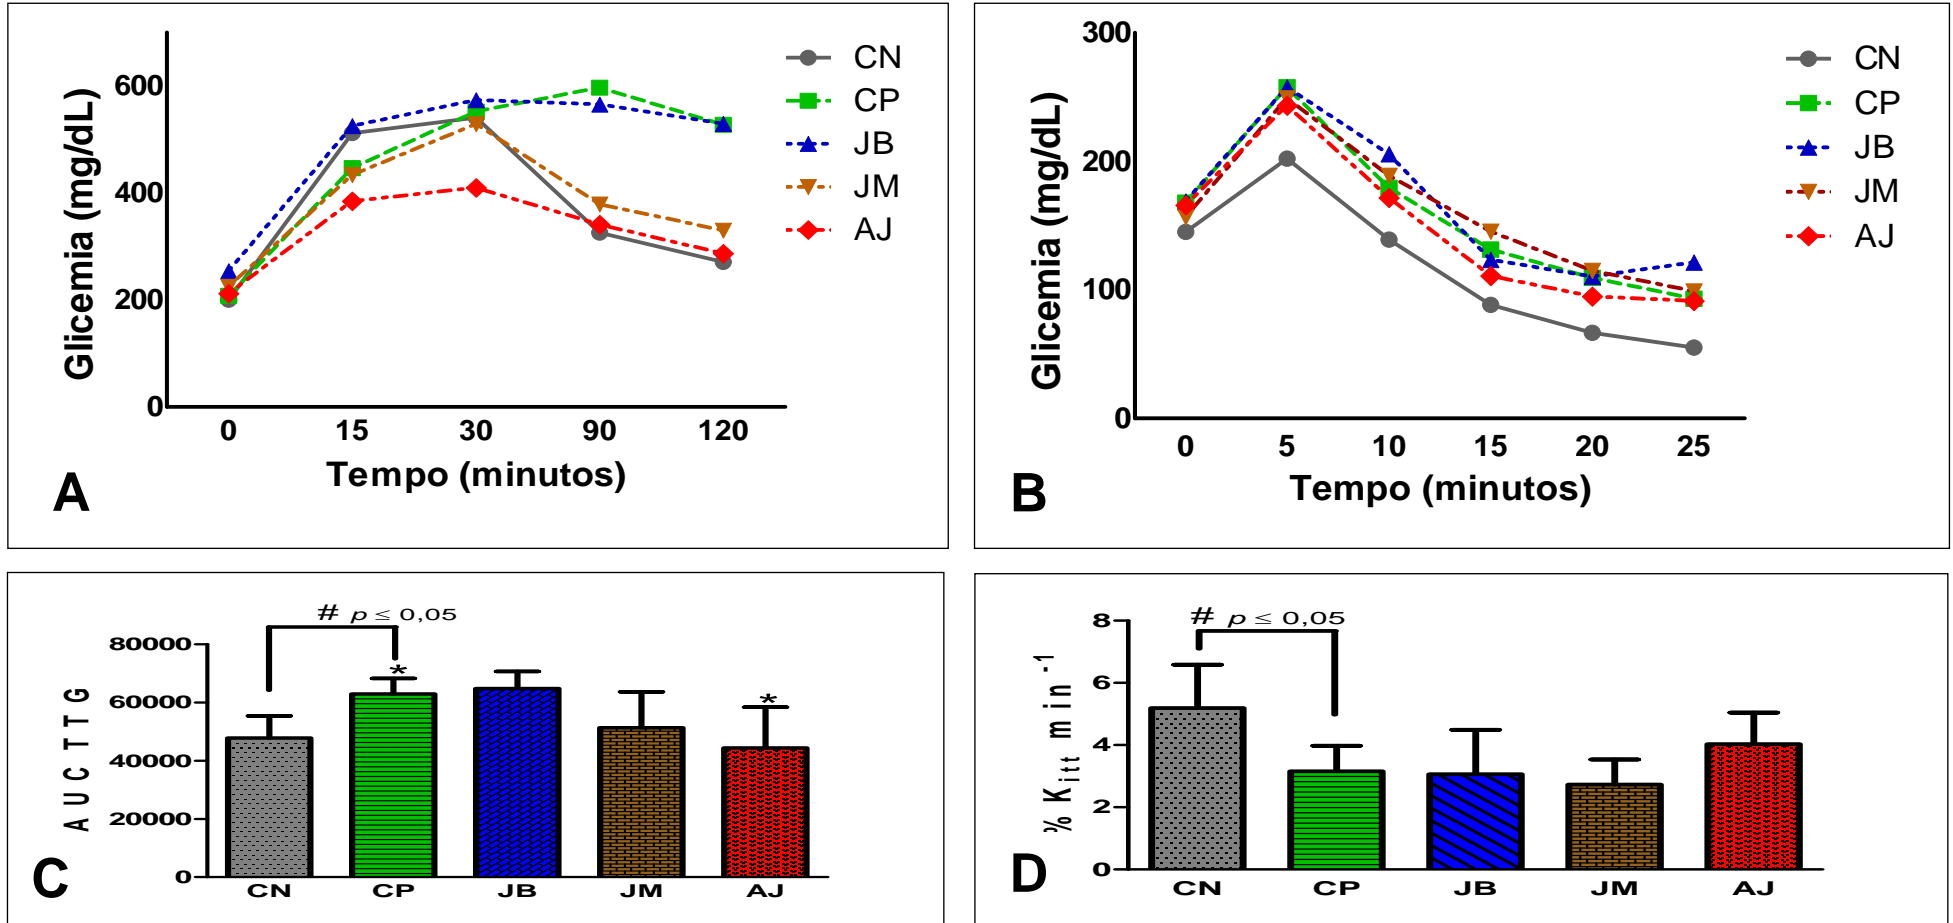 600
400
200
0
Glicemia (mg/dL)
0 15 30 90 120
Tempo (minutos)
CN
CP
JB
JM
AJ
A
300
200
100
0
Glicemia (mg/dL)
0 5 10 15 20 25
Tempo (minutos)
CN
CP
JB
JM
AJ
B
# p ≤ 0,05
80000
60000
40000
20000
0
AUCTTG
*
*
CN CP JB JM AJ
C
# p ≤ 0,05
8
6
4
2
0
% Kitt min-1
CN CP JB JM AJ
D